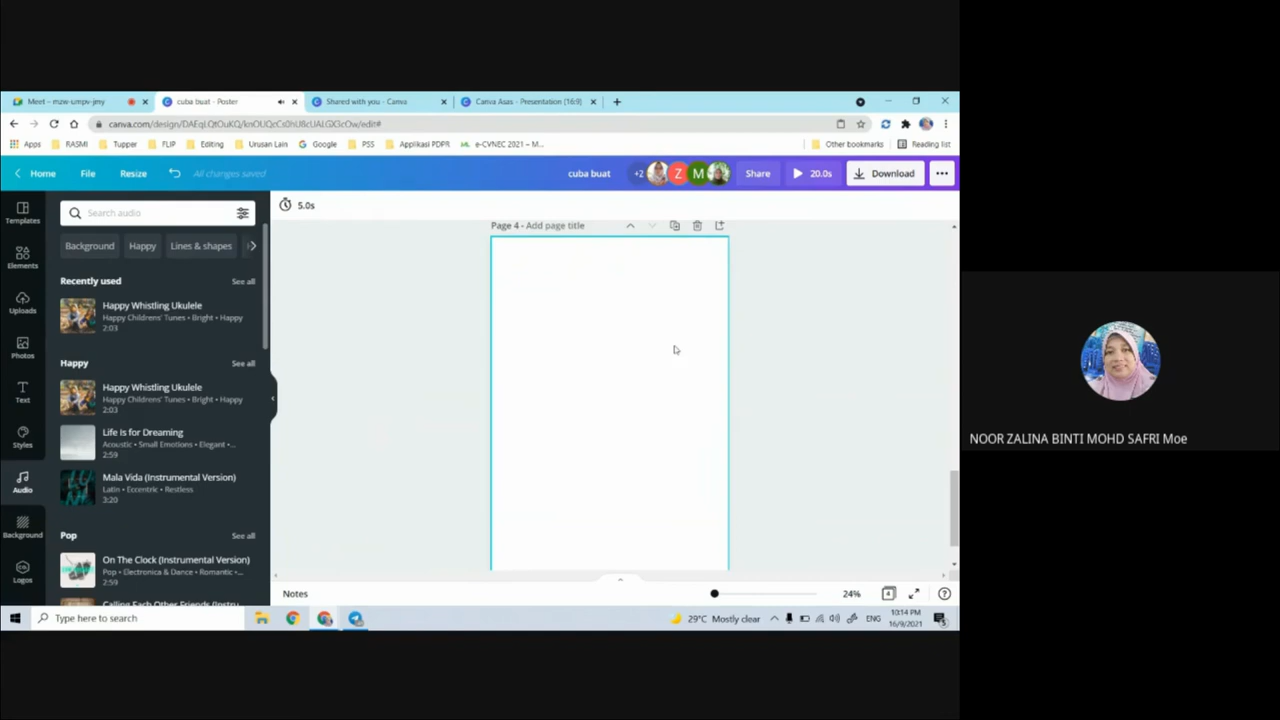 Meet – mzw-umpv-jmy
cuba buat - Poster
Shared with you - Canva
Canva Asas - Presentation (16:9)
Apps
RASMI
Tupper
FLIP
Editing
Urusan Lain
Google
PSS
Applikasi PDPR
e-CVNEC 2021 – M...
Other bookmarks
Reading list
Home
File
Resize
All changes saved
cuba buat
+2
Z
M
Share
20.0s
Download
Templates
Elements
Uploads
Photos
Text
Styles
Audio
Background
Logos
Search audio
Background
Happy
Lines & shapes
Recently used
See all
Happy Whistling Ukulele
Happy Childrens' Tunes • Bright • Happy
2:03
Happy
See all
Happy Whistling Ukulele
Happy Childrens' Tunes • Bright • Happy
2:03
Life Is for Dreaming
Acoustic • Small Emotions • Elegant •...
2:59
Mala Vida (Instrumental Version)
Latin • Eccentric • Restless
3:20
Pop
See all
On The Clock (Instrumental Version)
Pop • Electronica & Dance • Romantic •...
2:59
Calling Each Other Friends (Instru
5.0s
Page 4 - Add page title
Notes
24%
4
Type here to search
29°C Mostly clear
ENG
10:14 PM
16/9/2021
NOOR ZALINA BINTI MOHD SAFRI Moe